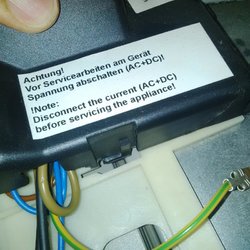 Achtung!
Vor Servicearbeiten am Gerät
Spannung abschalten (AC+DC)!
!Note:
Disconnect the current (AC+DC)
before servicing the appliance!